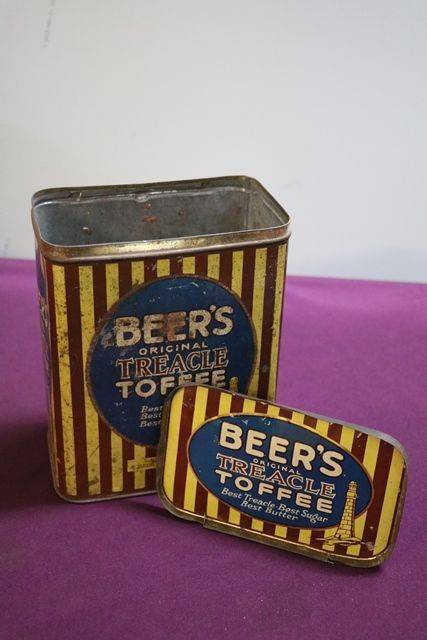 BEER'S
ORIGINAL
TREACLE
TOFFEE
Best
Best
Best
BEER'S
ORIGINAL
TREACLE
TOFFEE
Best Treacle-Best Sugar
Best Butter